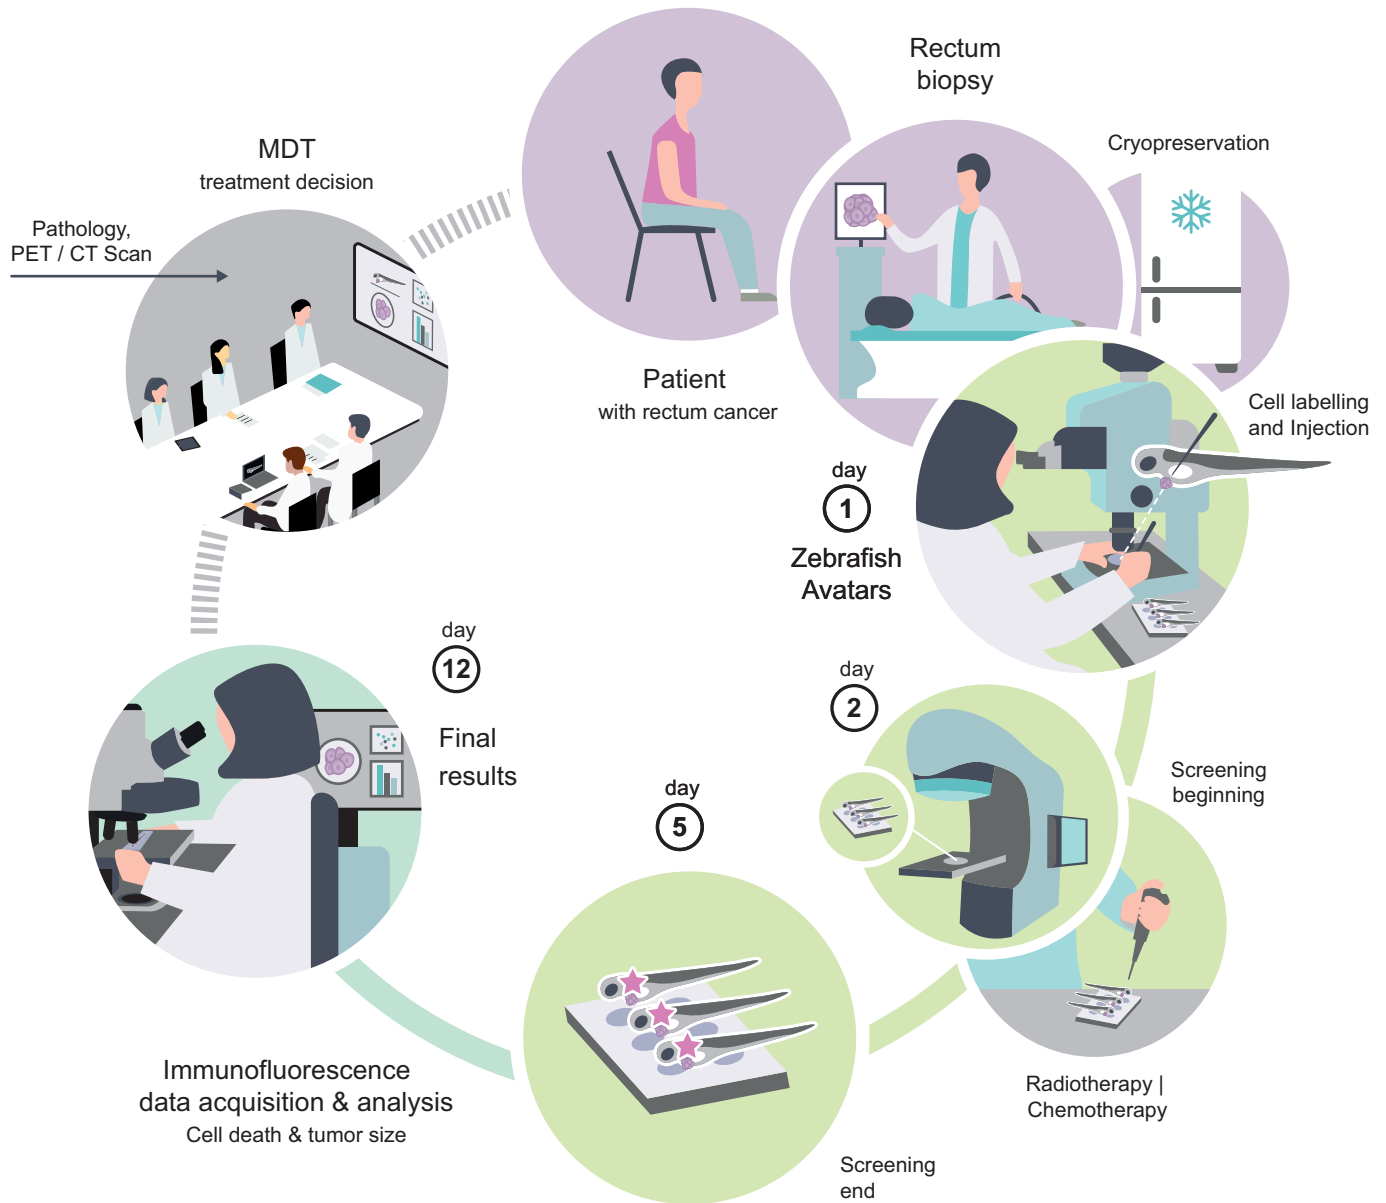 Rectum
biopsy
Cryopreservation
MDT
treatment decision
Pathology,
PET / CT Scan
Patient
with rectum cancer
Cell labelling
and Injection
day
1
Zebrafish
Avatars
day
2
Screening
beginning
Radiotherapy |
Chemotherapy
day
5
Screening
end
day
12
Final
results
Immunofluorescence
data acquisition & analysis
Cell death & tumor size